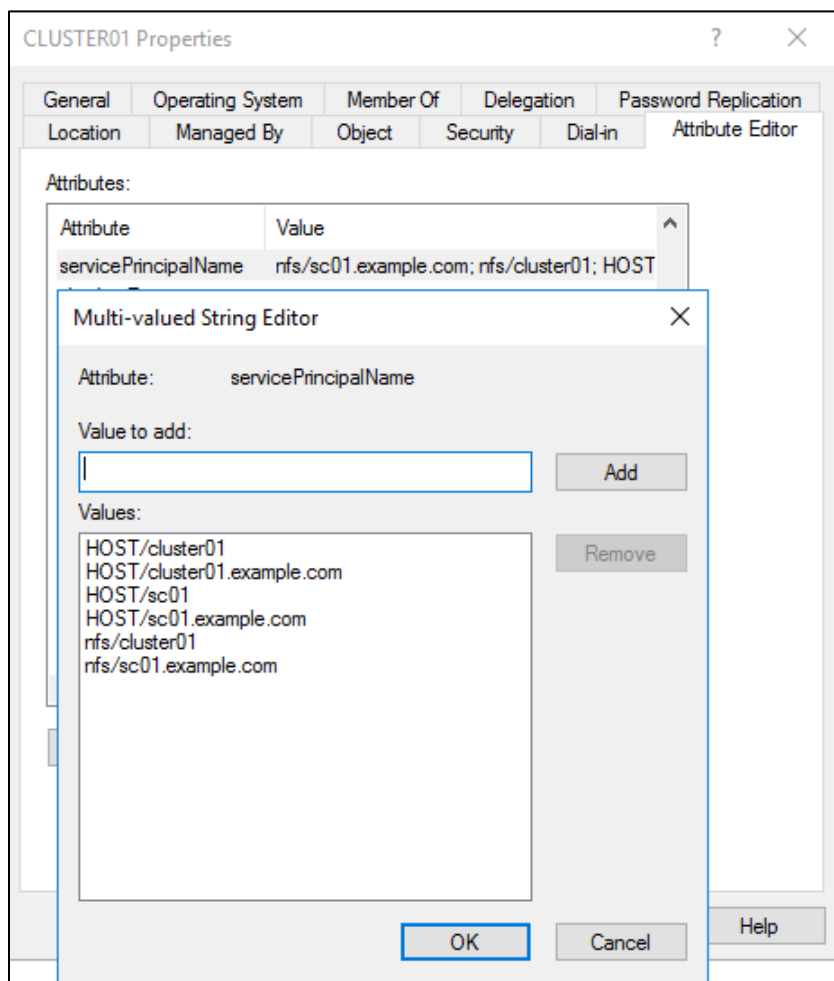 CLUSTER01 Properties ? ×
General Operating System Member Of Delegation Password Replication
Location Managed By Object Security Dial-in Attribute Editor
Attributes:
Attribute Value
servicePrincipalName nfs/sc01.example.com; nfs/cluster01; HOST
Multi-valued String Editor ×
Attribute: servicePrincipalName
Value to add:
Add
Values:
HOST/cluster01
HOST/cluster01.example.com
HOST/sc01
HOST/sc01.example.com
nfs/cluster01
nfs/sc01.example.com
Remove
OK Cancel
Help